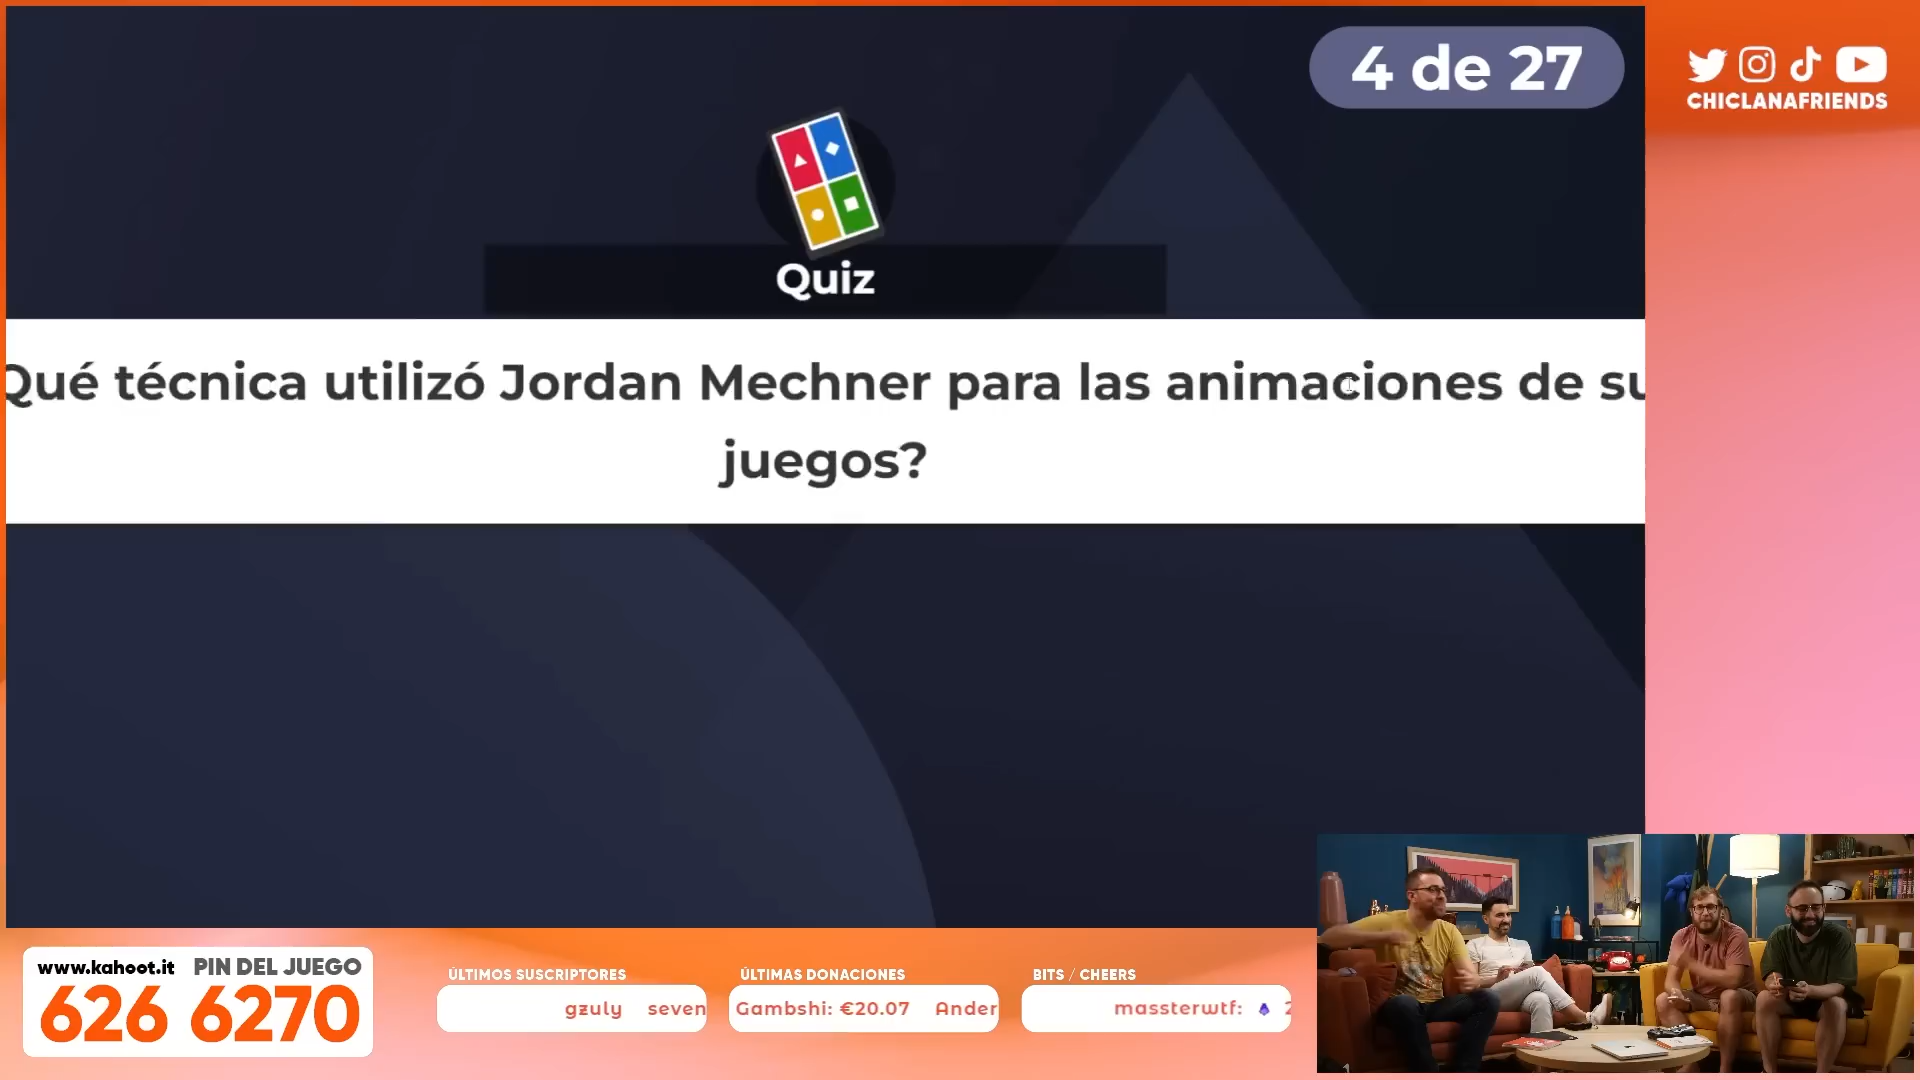 4 de 27
CHICLANAFRIENDS
Quiz
Qué técnica utilizó Jordan Mechner para las animaciones de su
juegos?
www.kahoot.it PIN DEL JUEGO
626 6270
ÚLTIMOS SUSCRIPTORES
gzuly seven
ÚLTIMAS DONACIONES
Gambshi: €20.07 Ander
BITS / CHEERS
massterwtf: 2